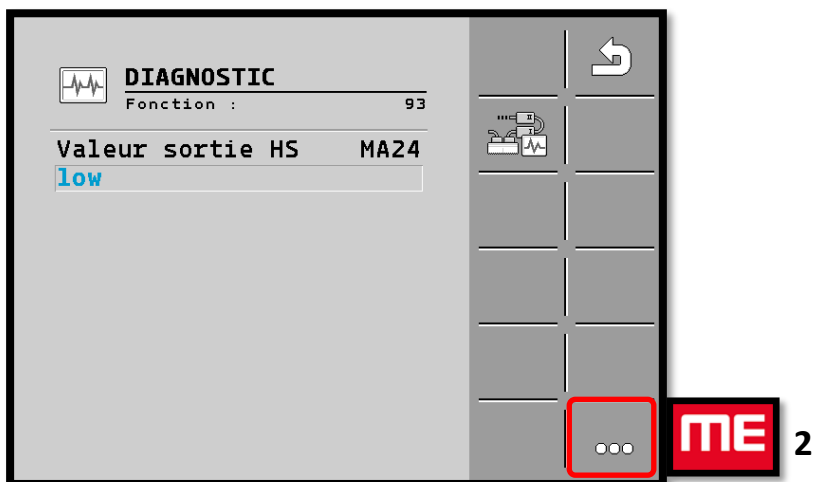 DIAGNOSTIC
Fonction : 93
Valeur sortie HS MA24
low
ME 2